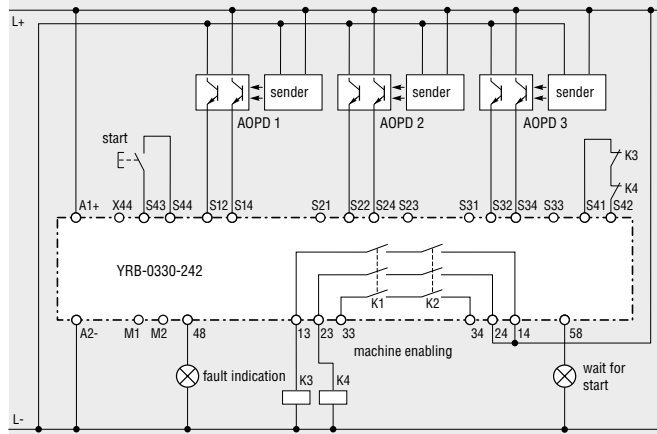 L+
sender
sender
sender
AOPD 1
AOPD 2
AOPD 3
start
K3
K4
A1+ X44 S43 S44 S12 S14 S21 S22 S24 S23 S31 S32 S34 S33 S41 S42
YRB-0330-242
K1 K2
A2- M1 M2 48 13 23 33 34 24 14 58
machine enabling
fault indication
K3 K4
wait for
start
L-